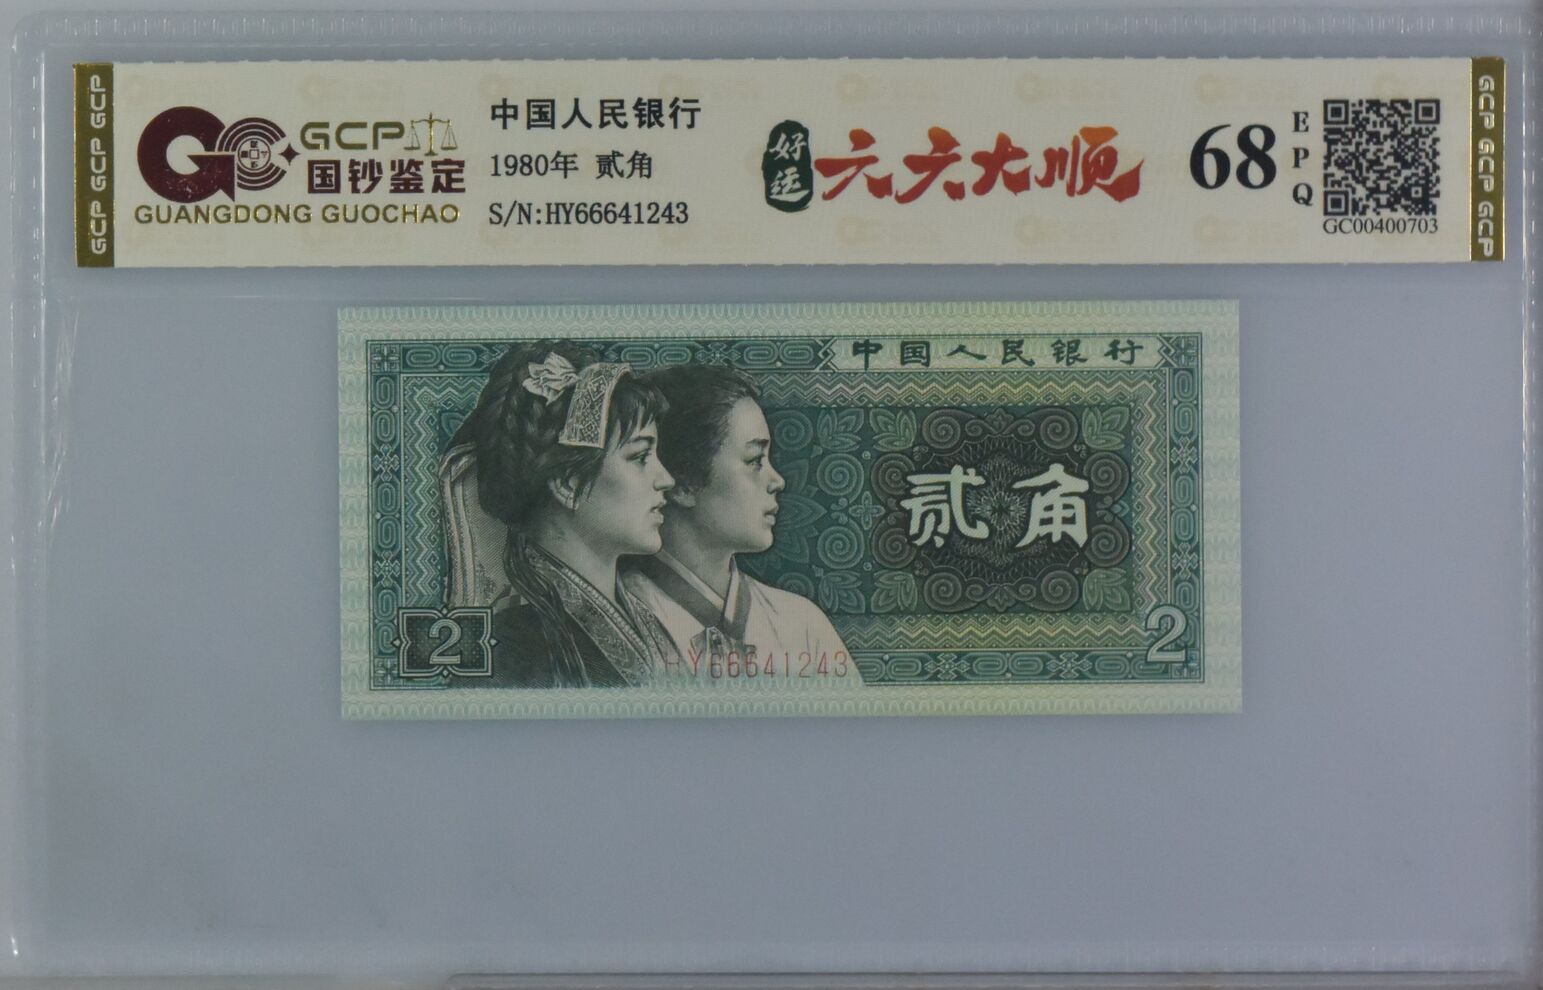 GCP GCP GCP
GCP
国钞鉴定
GUANGDONG GUOCHAO
中国人民银行
1980年 贰角
S/N:HY66641243
好运
六六大顺
68
EPQ
GC00400703
GCP GCP GCP
中国人民银行
贰角
2
2
HY66641243